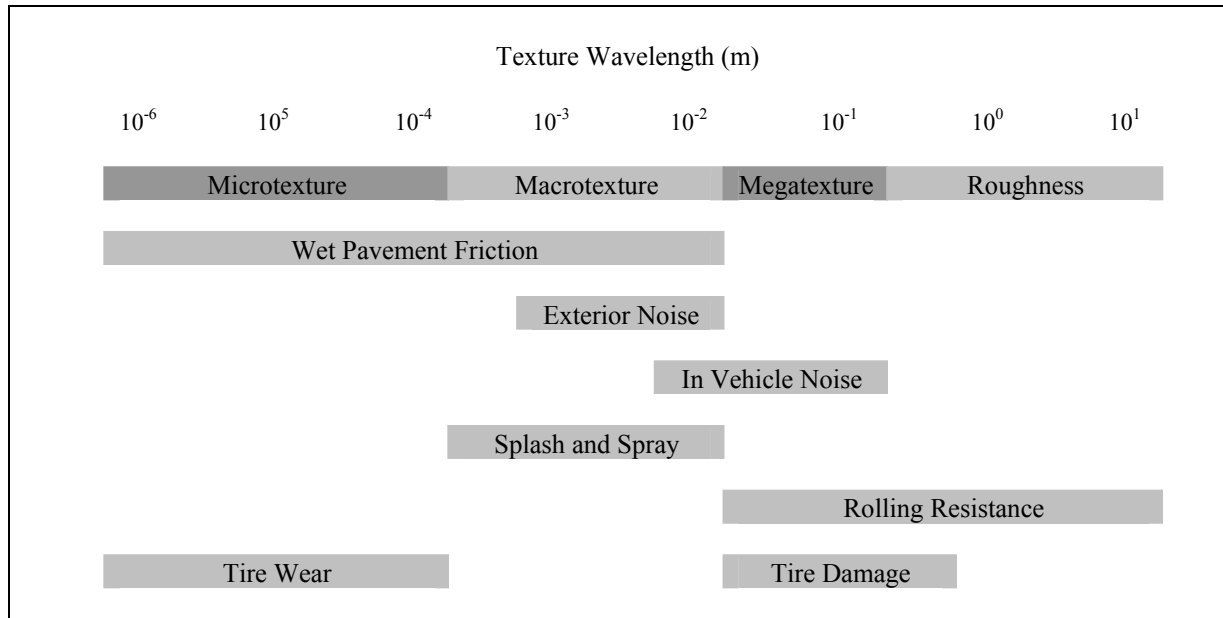 Texture Wavelength (m)
10⁻⁶ 10⁵ 10⁻⁴ 10⁻³ 10⁻² 10⁻¹ 10⁰ 10¹
Microtexture Macrotexture Megatexture Roughness
Wet Pavement Friction
Exterior Noise
In Vehicle Noise
Splash and Spray
Rolling Resistance
Tire Wear Tire Damage